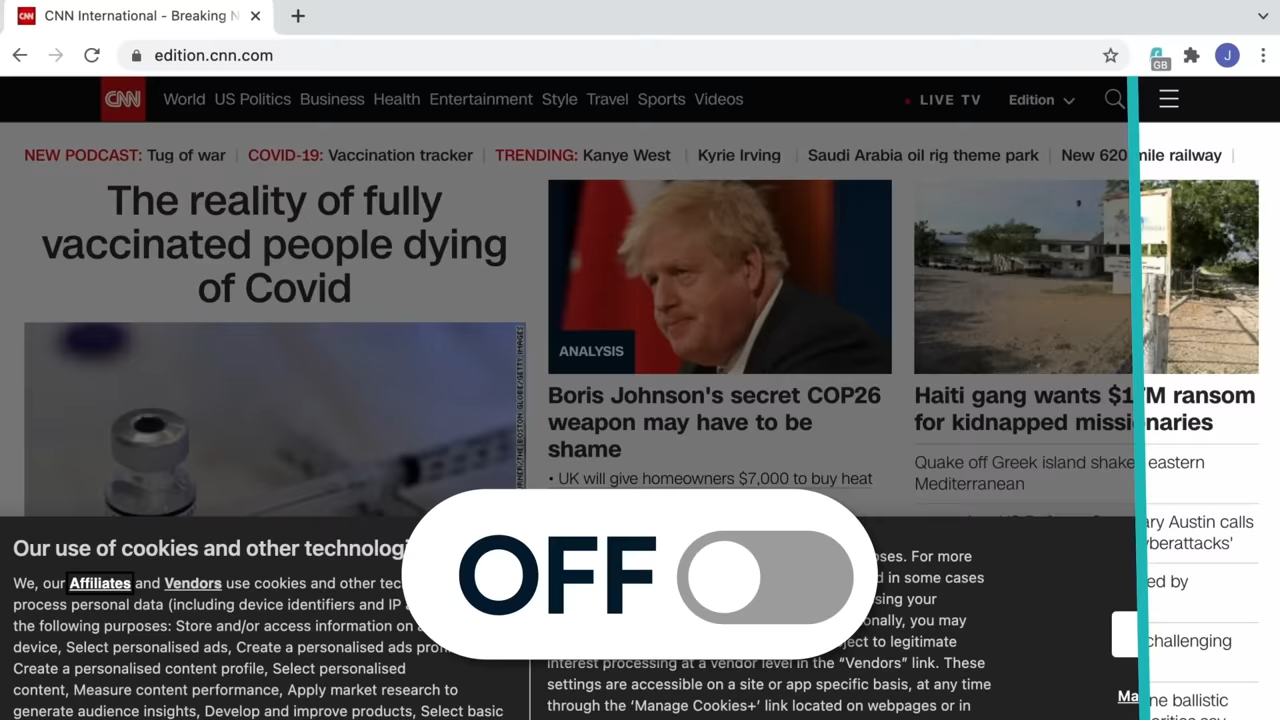 CNN International - Breaking N
edition.cnn.com
GB
J
CNN
World US Politics Business Health Entertainment Style Travel Sports Videos
LIVE TV
Edition
NEW PODCAST: Tug of war
COVID-19: Vaccination tracker
TRENDING: Kanye West
Kyrie Irving
Saudi Arabia oil rig theme park
New 620 mile railway
The reality of fully
vaccinated people dying
of Covid
ANALYSIS
Boris Johnson's secret COP26
weapon may have to be
shame
• UK will give homeowners $7,000 to buy heat
Haiti gang wants $17M ransom
for kidnapped missionaries
Quake off Greek island shakes eastern
Mediterranean
ary Austin calls
yberattacks'
ed by
challenging
ne ballistic
OFF
Our use of cookies and other technologi
We, our Affiliates and Vendors use cookies and other tec
process personal data (including device identifiers and IP
the following purposes: Store and/or access information on
device, Select personalised ads, Create a personalised ads
Create a personalised content profile, Select personalised
content, Measure content performance, Apply market research to
generate audience insights, Develop and improve products, Select basic
oses. For more
d in some cases
sing your
onally, you may
ject to legitimate
interest processing at a vendor level in the "Vendors" link. These
settings are accessible on a site or app specific basis, at any time
through the 'Manage Cookies+' link located on webpages or in
Ma